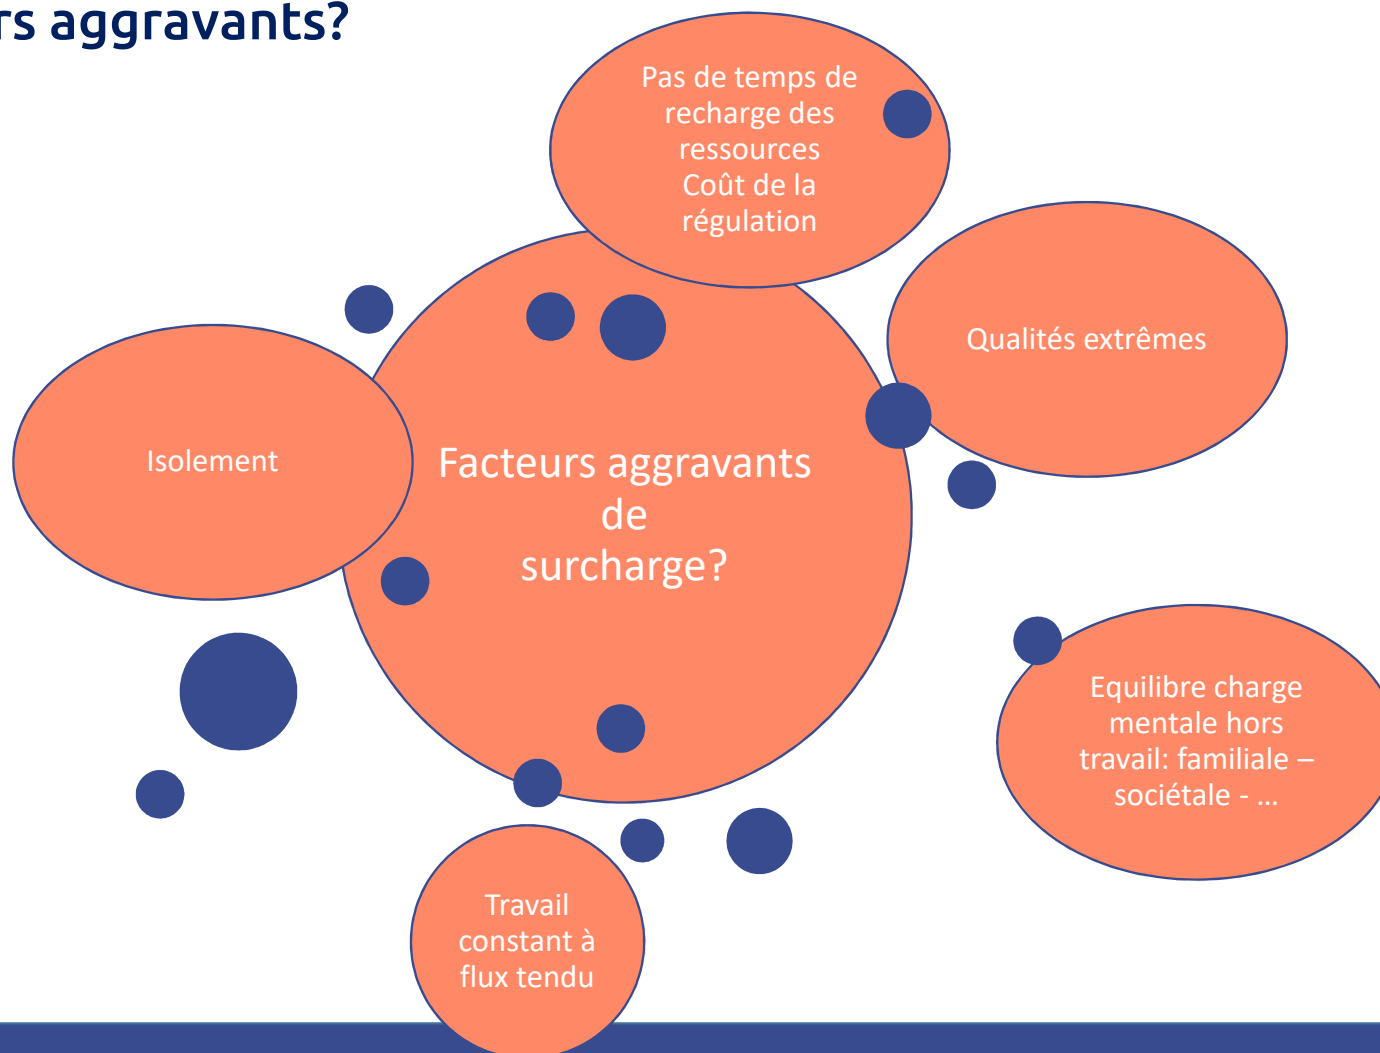 rs aggravants?
Pas de temps de
recharge des
ressources
Coût de la
régulation
Qualités extrêmes
Isolement
Facteurs aggravants
de
surcharge?
Equilibre charge
mentale hors
travail: familiale –
sociétale - ...
Travail
constant à
flux tendu